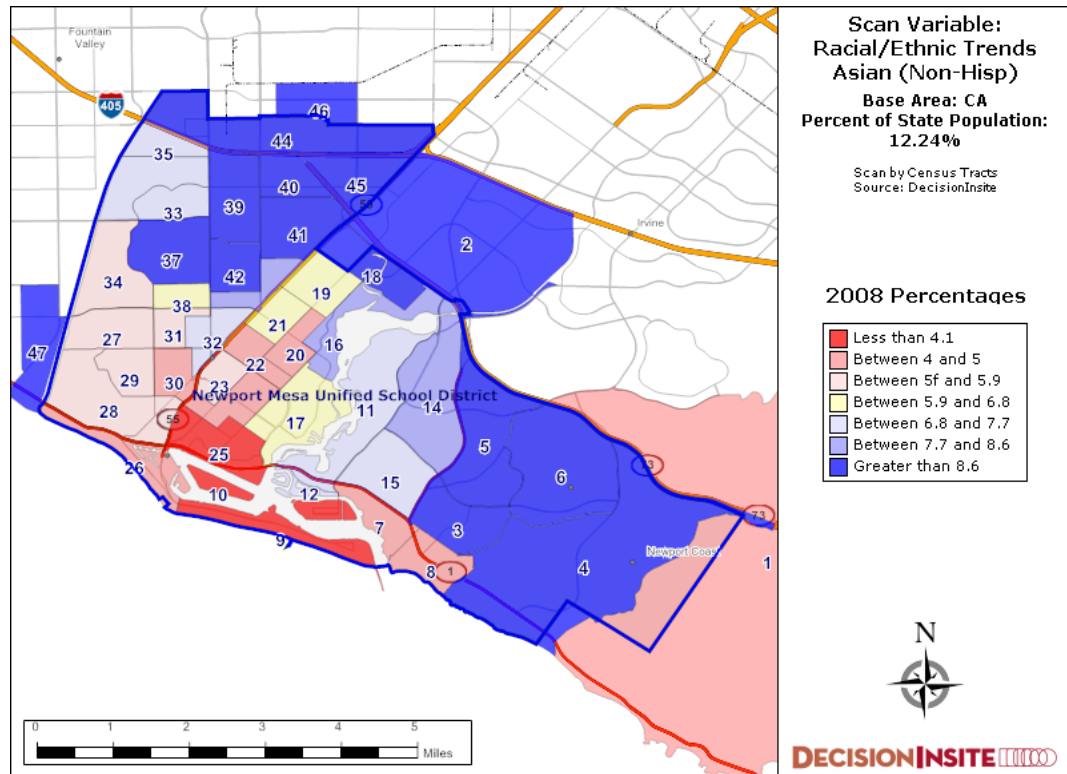 Scan Variable:
Racial/Ethnic Trends
Asian (Non-Hisp)
Base Area: CA
Percent of State Population:
12.24%
Scan by Census Tracts
Source: DecisionInsite
2008 Percentages
Less than 4.1
Between 4 and 5
Between 5f and 5.9
Between 5.9 and 6.8
Between 6.8 and 7.7
Between 7.7 and 8.6
Greater than 8.6
N
DECISIONINSITE
Fountain
Valley
405
46
44
35
40
45
39
33
55
Irvine
41
2
37
42
18
34
19
38
21
47
27
31
32
16
20
22
29
30
23
Newport Mesa Unified School District
28
55
17
11
14
25
5
73
26
6
10
12
15
73
7
3
9
Newport Coast
8
1
4
1
0
1
2
3
4
5
Miles